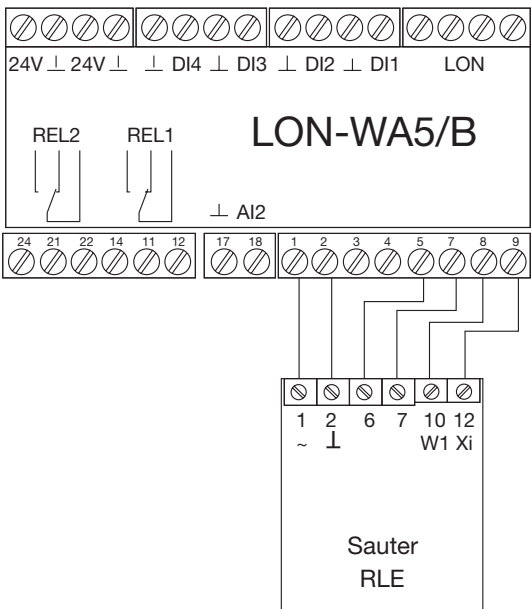 24V ⊥ 24V ⊥ ⊥ DI4 ⊥ DI3 ⊥ DI2 ⊥ DI1 LON
REL2 REL1 LON-WA5/B
⊥ AI2
24 21 22 14 11 12 17 18 1 2 3 4 5 7 8 9
1 2 6 7 10 12
~ ⊥ W1 Xi
Sauter
RLE